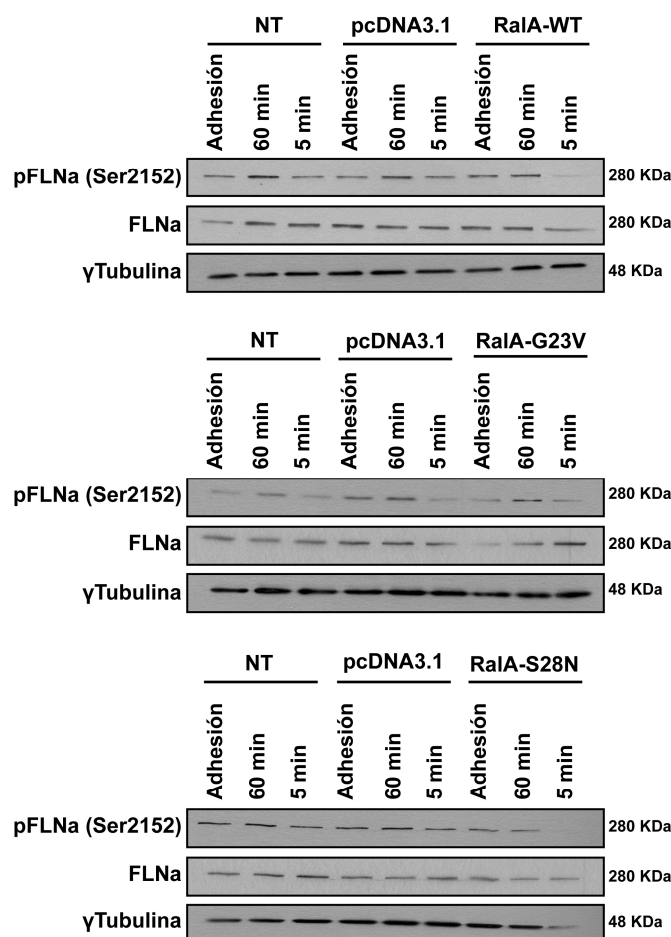 NT pcDNA3.1 RalA-WT
Adhesión 60 min 5 min Adhesión 60 min 5 min Adhesión 60 min 5 min
pFLNa (Ser2152) 280 KDa
FLNa 280 KDa
γTubulina 48 KDa
NT pcDNA3.1 RalA-G23V
Adhesión 60 min 5 min Adhesión 60 min 5 min Adhesión 60 min 5 min
pFLNa (Ser2152) 280 KDa
FLNa 280 KDa
γTubulina 48 KDa
NT pcDNA3.1 RalA-S28N
Adhesión 60 min 5 min Adhesión 60 min 5 min Adhesión 60 min 5 min
pFLNa (Ser2152) 280 KDa
FLNa 280 KDa
γTubulina 48 KDa